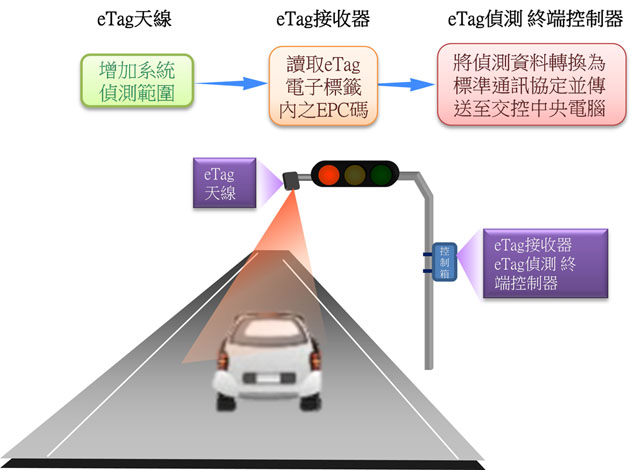 eTag天線
eTag接收器
eTag偵測 終端控制器
增加系統
偵測範圍
讀取eTag
電子標籤
內之EPC碼
將偵測資料轉換為
標準通訊協定並傳
送至交控中央電腦
eTag
天線
控
制
箱
eTag接收器
eTag偵測 終
端控制器